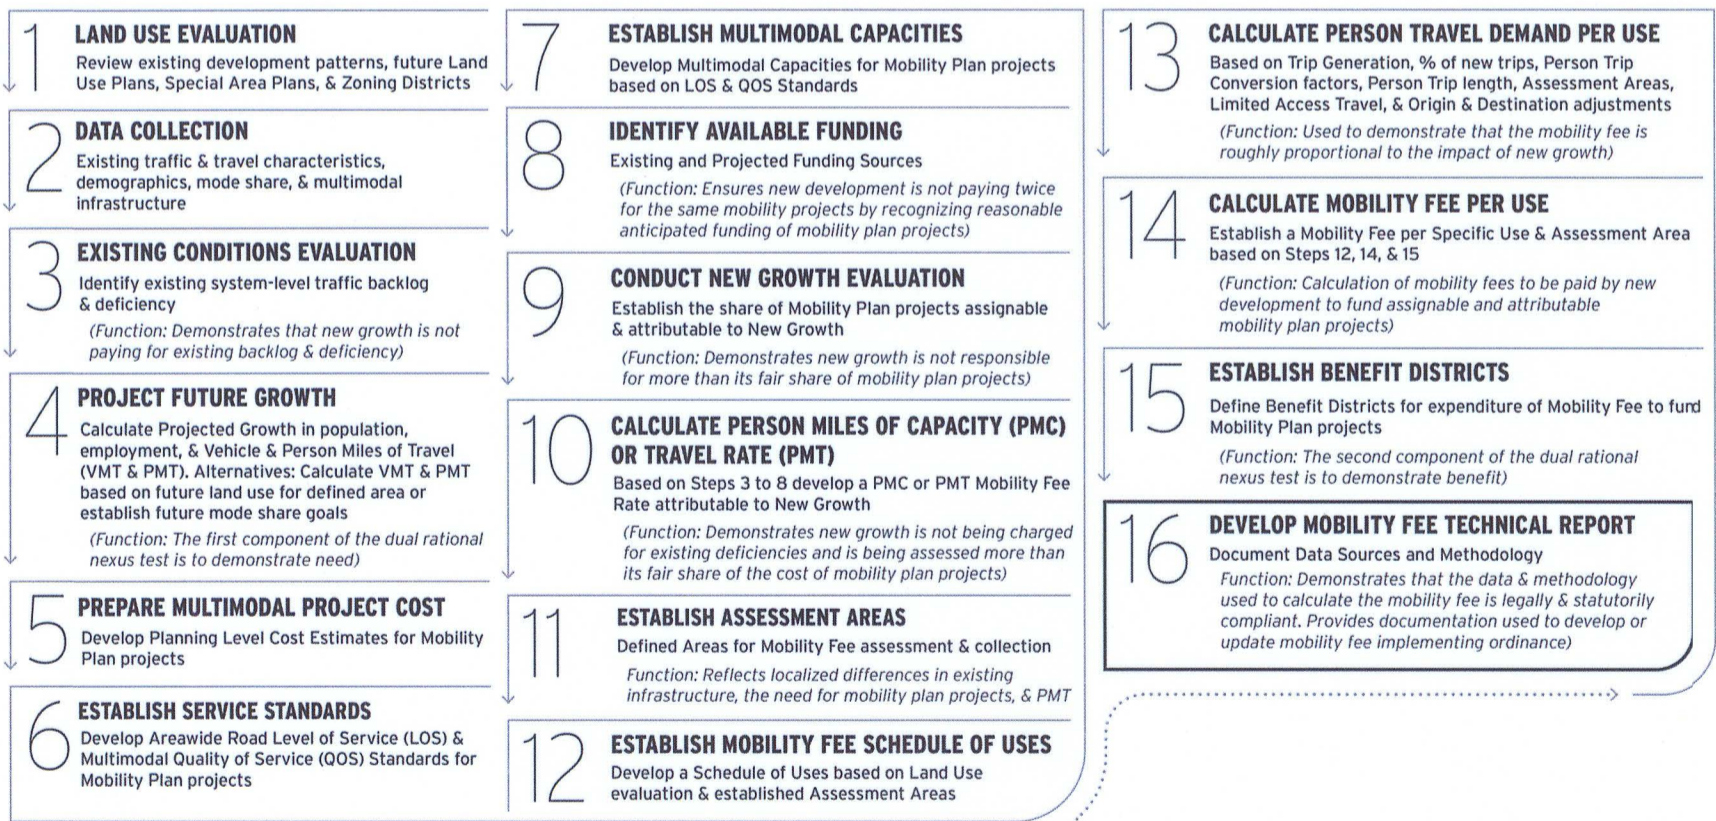 1
LAND USE EVALUATION
Review existing development patterns, future Land
Use Plans, Special Area Plans, & Zoning Districts
2
DATA COLLECTION
Existing traffic & travel characteristics,
demographics, mode share, & multimodal
infrastructure
3
EXISTING CONDITIONS EVALUATION
Identify existing system-level traffic backlog
& deficiency
(Function: Demonstrates that new growth is not
paying for existing backlog & deficiency)
4
PROJECT FUTURE GROWTH
Calculate Projected Growth in population,
employment, & Vehicle & Person Miles of Travel
(VMT & PMT). Alternatives: Calculate VMT & PMT
based on future land use for defined area or
establish future mode share goals
(Function: The first component of the dual rational
nexus test is to demonstrate need)
5
PREPARE MULTIMODAL PROJECT COST
Develop Planning Level Cost Estimates for Mobility
Plan projects
6
ESTABLISH SERVICE STANDARDS
Develop Areawide Road Level of Service (LOS) &
Multimodal Quality of Service (QOS) Standards for
Mobility Plan projects
7
ESTABLISH MULTIMODAL CAPACITIES
Develop Multimodal Capacities for Mobility Plan projects
based on LOS & QOS Standards
8
IDENTIFY AVAILABLE FUNDING
Existing and Projected Funding Sources
(Function: Ensures new development is not paying twice
for the same mobility projects by recognizing reasonable
anticipated funding of mobility plan projects)
9
CONDUCT NEW GROWTH EVALUATION
Establish the share of Mobility Plan projects assignable
& attributable to New Growth
(Function: Demonstrates new growth is not responsible
for more than its fair share of mobility plan projects)
10
CALCULATE PERSON MILES OF CAPACITY (PMC)
OR TRAVEL RATE (PMT)
Based on Steps 3 to 8 develop a PMC or PMT Mobility Fee
Rate attributable to New Growth
(Function: Demonstrates new growth is not being charged
for existing deficiencies and is being assessed more than
its fair share of the cost of mobility plan projects)
11
ESTABLISH ASSESSMENT AREAS
Defined Areas for Mobility Fee assessment & collection
Function: Reflects localized differences in existing
infrastructure, the need for mobility plan projects, & PMT
12
ESTABLISH MOBILITY FEE SCHEDULE OF USES
Develop a Schedule of Uses based on Land Use
evaluation & established Assessment Areas
13
CALCULATE PERSON TRAVEL DEMAND PER USE
Based on Trip Generation, % of new trips, Person Trip
Conversion factors, Person Trip length, Assessment Areas,
Limited Access Travel, & Origin & Destination adjustments
(Function: Used to demonstrate that the mobility fee is
roughly proportional to the impact of new growth)
14
CALCULATE MOBILITY FEE PER USE
Establish a Mobility Fee per Specific Use & Assessment Area
based on Steps 12, 14, & 15
(Function: Calculation of mobility fees to be paid by new
development to fund assignable and attributable
mobility plan projects)
15
ESTABLISH BENEFIT DISTRICTS
Define Benefit Districts for expenditure of Mobility Fee to fund
Mobility Plan projects
(Function: The second component of the dual rational
nexus test is to demonstrate benefit)
16
DEVELOP MOBILITY FEE TECHNICAL REPORT
Document Data Sources and Methodology
Function: Demonstrates that the data & methodology
used to calculate the mobility fee is legally & statutorily
compliant. Provides documentation used to develop or
update mobility fee implementing ordinance)